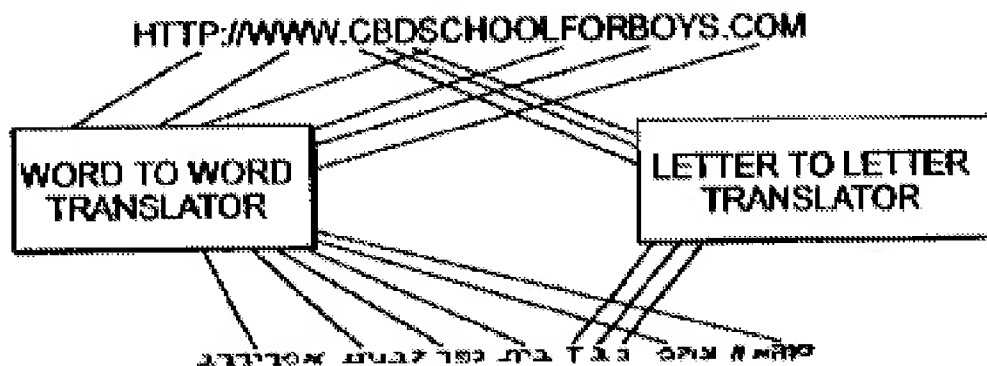 HTTP://WWW.CBDSCHOOLFORBOYS.COM
WORD TO WORD
TRANSLATOR
LETTER TO LETTER
TRANSLATOR
כ ב ד בית ספר לבנים